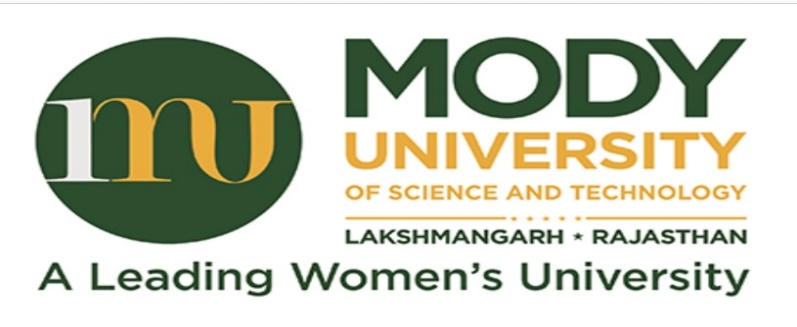 mu
MODY
UNIVERSITY
OF SCIENCE AND TECHNOLOGY
LAKSHMANGARH ★ RAJASTHAN
A Leading Women's University